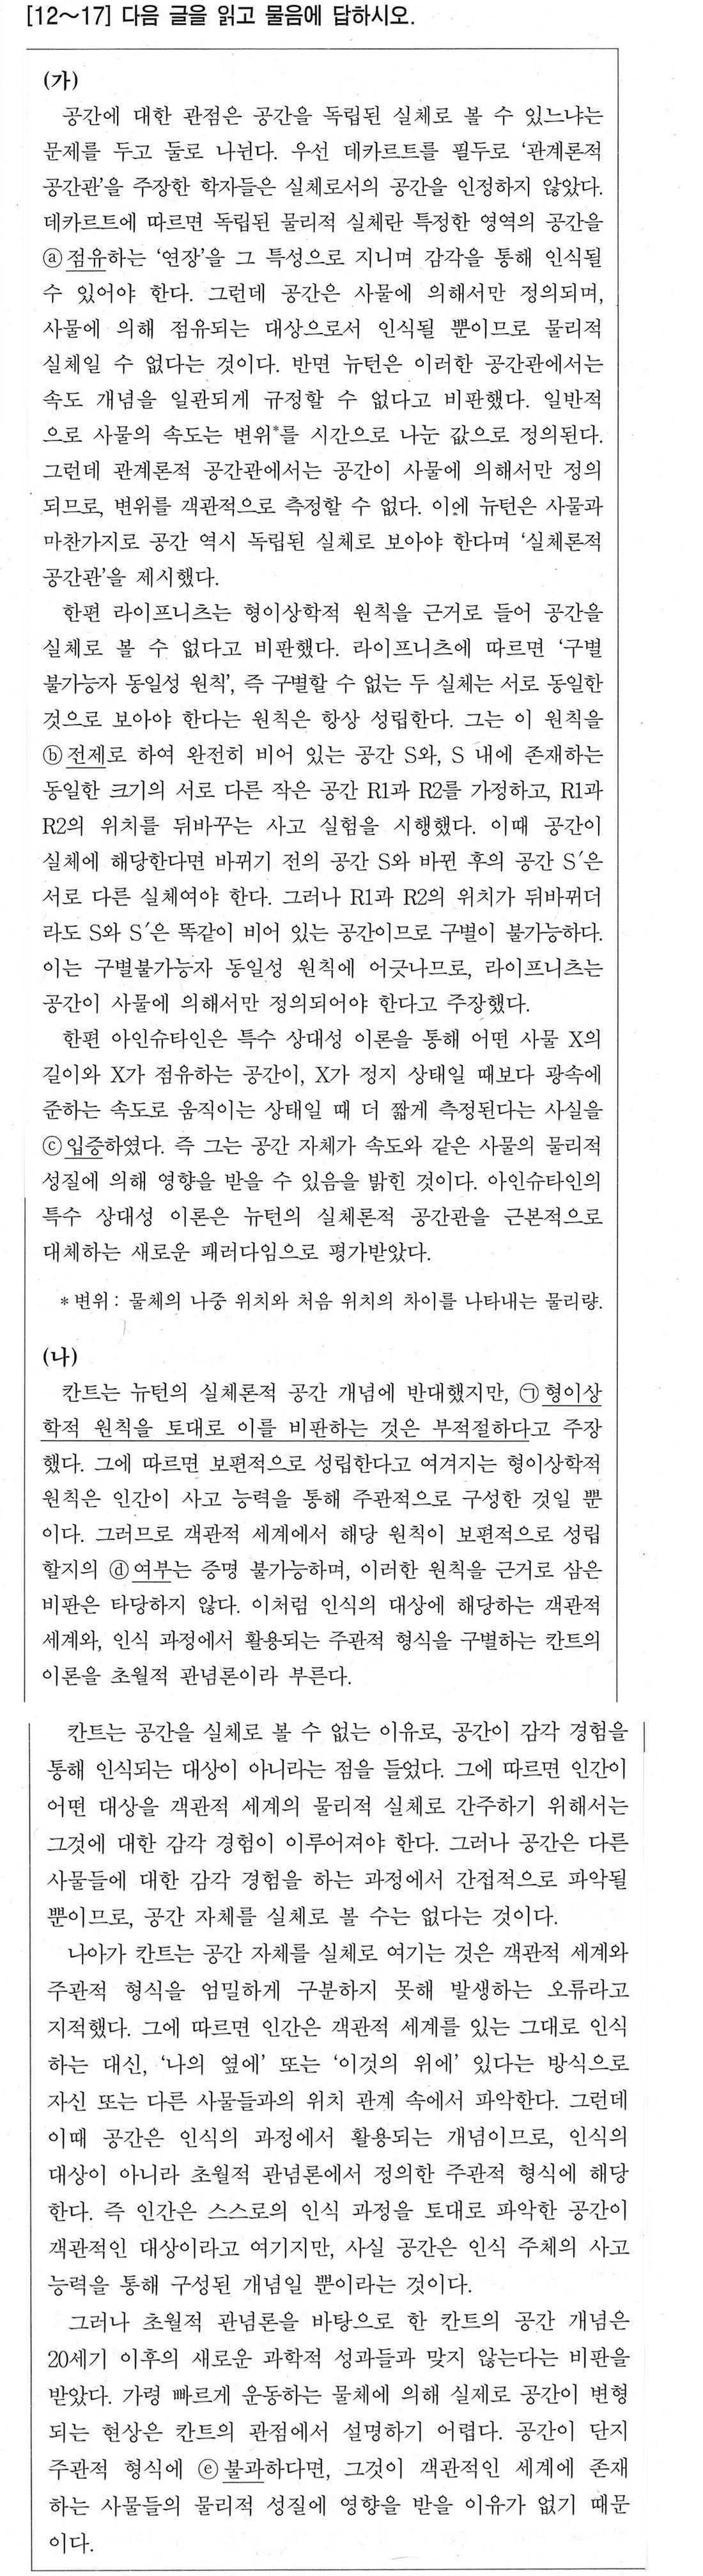 [12～17] 다음 글을 읽고 물음에 답하시오.
(가)
공간에 대한 관점은 공간을 독립된 실체로 볼 수 있느냐는
문제를 두고 둘로 나뉜다. 우선 데카르트를 필두로 ‘관계론적
공간관’을 주장한 학자들은 실체로서의 공간을 인정하지 않았다.
데카르트에 따르면 독립된 물리적 실체란 특정한 영역의 공간을
ⓐ점유하는 ‘연장’을 그 특성으로 지니며 감각을 통해 인식될
수 있어야 한다. 그런데 공간은 사물에 의해서만 정의되며,
사물에 의해 점유되는 대상으로서 인식될 뿐이므로 물리적
실체일 수 없다는 것이다. 반면 뉴턴은 이러한 공간관에서는
속도 개념을 일관되게 규정할 수 없다고 비판했다. 일반적
으로 사물의 속도는 변위*를 시간으로 나눈 값으로 정의된다.
그런데 관계론적 공간관에서는 공간이 사물에 의해서만 정의
되므로, 변위를 객관적으로 측정할 수 없다. 이에 뉴턴은 사물과
마찬가지로 공간 역시 독립된 실체로 보아야 한다며 ‘실체론적
공간관’을 제시했다.
한편 라이프니츠는 형이상학적 원칙을 근거로 들어 공간을
실체로 볼 수 없다고 비판했다. 라이프니츠에 따르면 ‘구별
불가능자 동일성 원칙’, 즉 구별할 수 없는 두 실체는 서로 동일한
것으로 보아야 한다는 원칙은 항상 성립한다. 그는 이 원칙을
ⓑ전제로 하여 완전히 비어 있는 공간 S와, S 내에 존재하는
동일한 크기의 서로 다른 작은 공간 R1과 R2를 가정하고, R1과
R2의 위치를 뒤바꾸는 사고 실험을 시행했다. 이때 공간이
실체에 해당한다면 바뀌기 전의 공간 S와 바뀐 후의 공간 S′은
서로 다른 실체여야 한다. 그러나 R1과 R2의 위치가 뒤바뀌더
라도 S와 S′은 똑같이 비어 있는 공간이므로 구별이 불가능하다.
이는 구별불가능자 동일성 원칙에 어긋나므로, 라이프니츠는
공간이 사물에 의해서만 정의되어야 한다고 주장했다.
한편 아인슈타인은 특수 상대성 이론을 통해 어떤 사물 X의
길이와 X가 점유하는 공간이, X가 정지 상태일 때보다 광속에
준하는 속도로 움직이는 상태일 때 더 짧게 측정된다는 사실을
ⓒ입증하였다. 즉 그는 공간 자체가 속도와 같은 사물의 물리적
성질에 의해 영향을 받을 수 있음을 밝힌 것이다. 아인슈타인의
특수 상대성 이론은 뉴턴의 실체론적 공간관을 근본적으로
대체하는 새로운 패러다임으로 평가받았다.
*변위 : 물체의 나중 위치와 처음 위치의 차이를 나타내는 물리량.
(나)
칸트는 뉴턴의 실체론적 공간 개념에 반대했지만, ㉠형이상
학적 원칙을 토대로 이를 비판하는 것은 부적절하다고 주장
했다. 그에 따르면 보편적으로 성립한다고 여겨지는 형이상학적
원칙은 인간이 사고 능력을 통해 주관적으로 구성한 것일 뿐
이다. 그러므로 객관적 세계에서 해당 원칙이 보편적으로 성립
할지의 ⓓ여부는 증명 불가능하며, 이러한 원칙을 근거로 삼은
비판은 타당하지 않다. 이처럼 인식의 대상에 해당하는 객관적
세계와, 인식 과정에서 활용되는 주관적 형식을 구별하는 칸트의
이론을 초월적 관념론이라 부른다.
칸트는 공간을 실체로 볼 수 없는 이유로, 공간이 감각 경험을
통해 인식되는 대상이 아니라는 점을 들었다. 그에 따르면 인간이
어떤 대상을 객관적 세계의 물리적 실체로 간주하기 위해서는
그것에 대한 감각 경험이 이루어져야 한다. 그러나 공간은 다른
사물들에 대한 감각 경험을 하는 과정에서 간접적으로 파악될
뿐이므로, 공간 자체를 실체로 볼 수는 없다는 것이다.
나아가 칸트는 공간 자체를 실체로 여기는 것은 객관적 세계와
주관적 형식을 엄밀하게 구분하지 못해 발생하는 오류라고
지적했다. 그에 따르면 인간은 객관적 세계를 있는 그대로 인식
하는 대신, ‘나의 옆에’ 또는 ‘이것의 위에’ 있다는 방식으로
자신 또는 다른 사물들과의 위치 관계 속에서 파악한다. 그런데
이때 공간은 인식의 과정에서 활용되는 개념이므로, 인식의
대상이 아니라 초월적 관념론에서 정의한 주관적 형식에 해당
한다. 즉 인간은 스스로의 인식 과정을 토대로 파악한 공간이
객관적인 대상이라고 여기지만, 사실 공간은 인식 주체의 사고
능력을 통해 구성된 개념일 뿐이라는 것이다.
그러나 초월적 관념론을 바탕으로 한 칸트의 공간 개념은
20세기 이후의 새로운 과학적 성과들과 맞지 않는다는 비판을
받았다. 가령 빠르게 운동하는 물체에 의해 실제로 공간이 변형
되는 현상은 칸트의 관점에서 설명하기 어렵다. 공간이 단지
주관적 형식에 ⓔ불과하다면, 그것이 객관적인 세계에 존재
하는 사물들의 물리적 성질에 영향을 받을 이유가 없기 때문
이다.